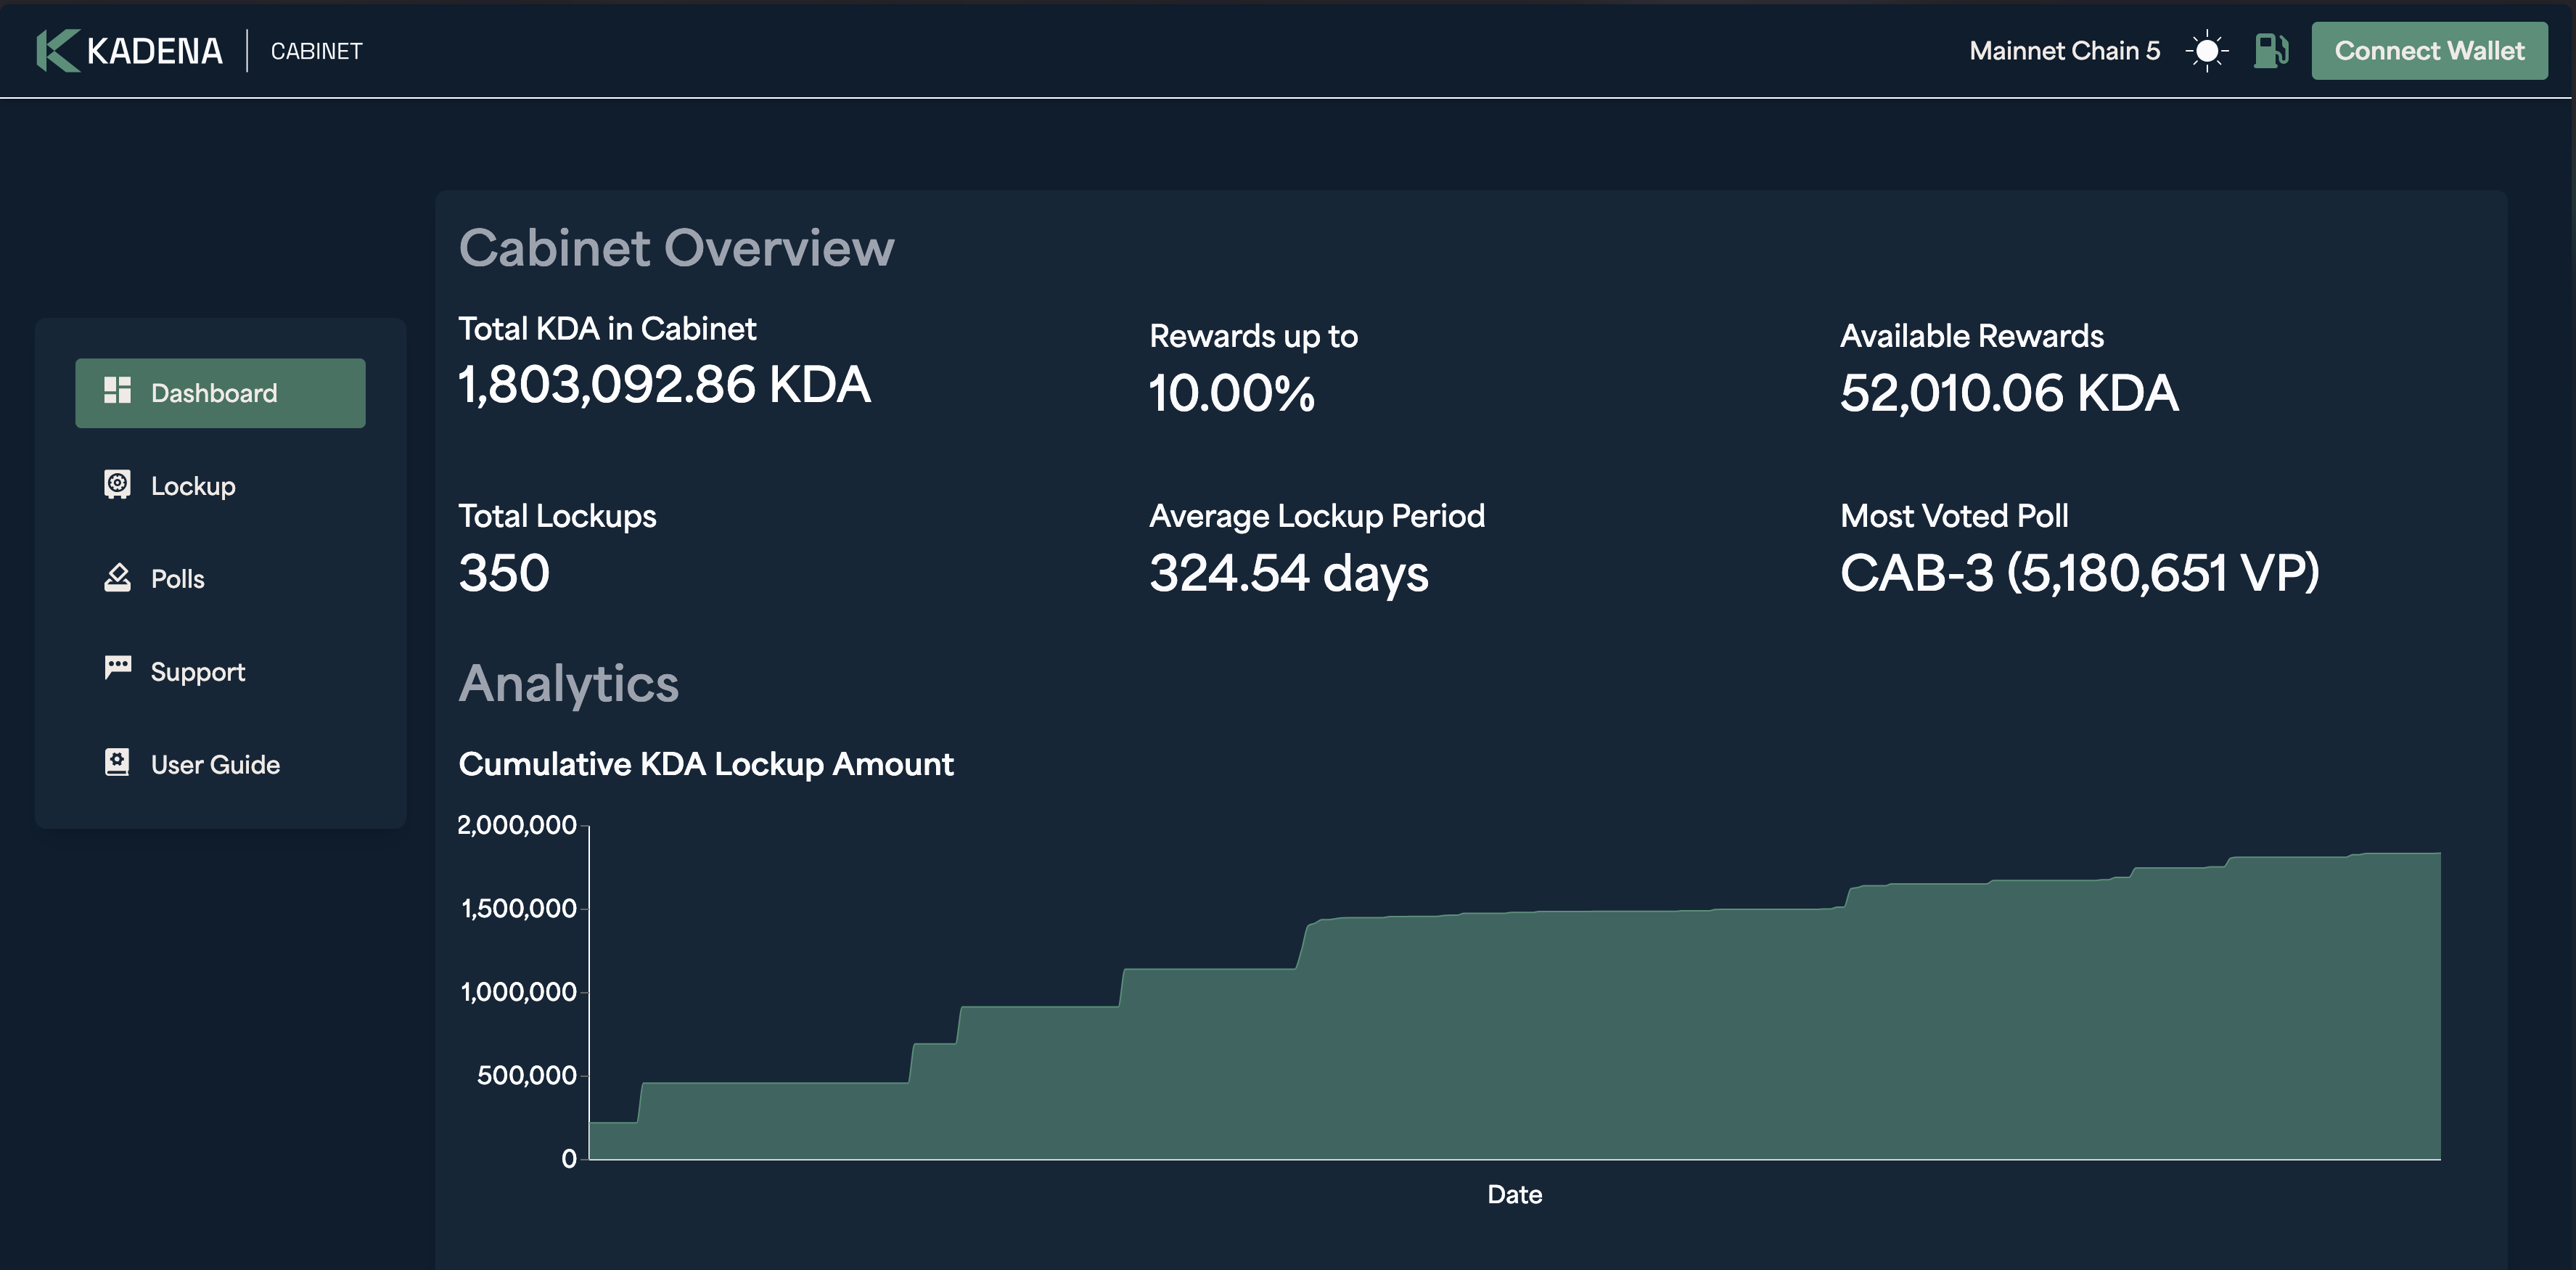 KADENA
CABINET
Mainnet Chain 5
Connect Wallet
Dashboard
Lockup
Polls
Support
User Guide
Cabinet Overview
Total KDA in Cabinet
1,803,092.86 KDA
Rewards up to
10.00%
Available Rewards
52,010.06 KDA
Total Lockups
350
Average Lockup Period
324.54 days
Most Voted Poll
CAB-3 (5,180,651 VP)
Analytics
Cumulative KDA Lockup Amount
2,000,000
1,500,000
1,000,000
500,000
0
Date